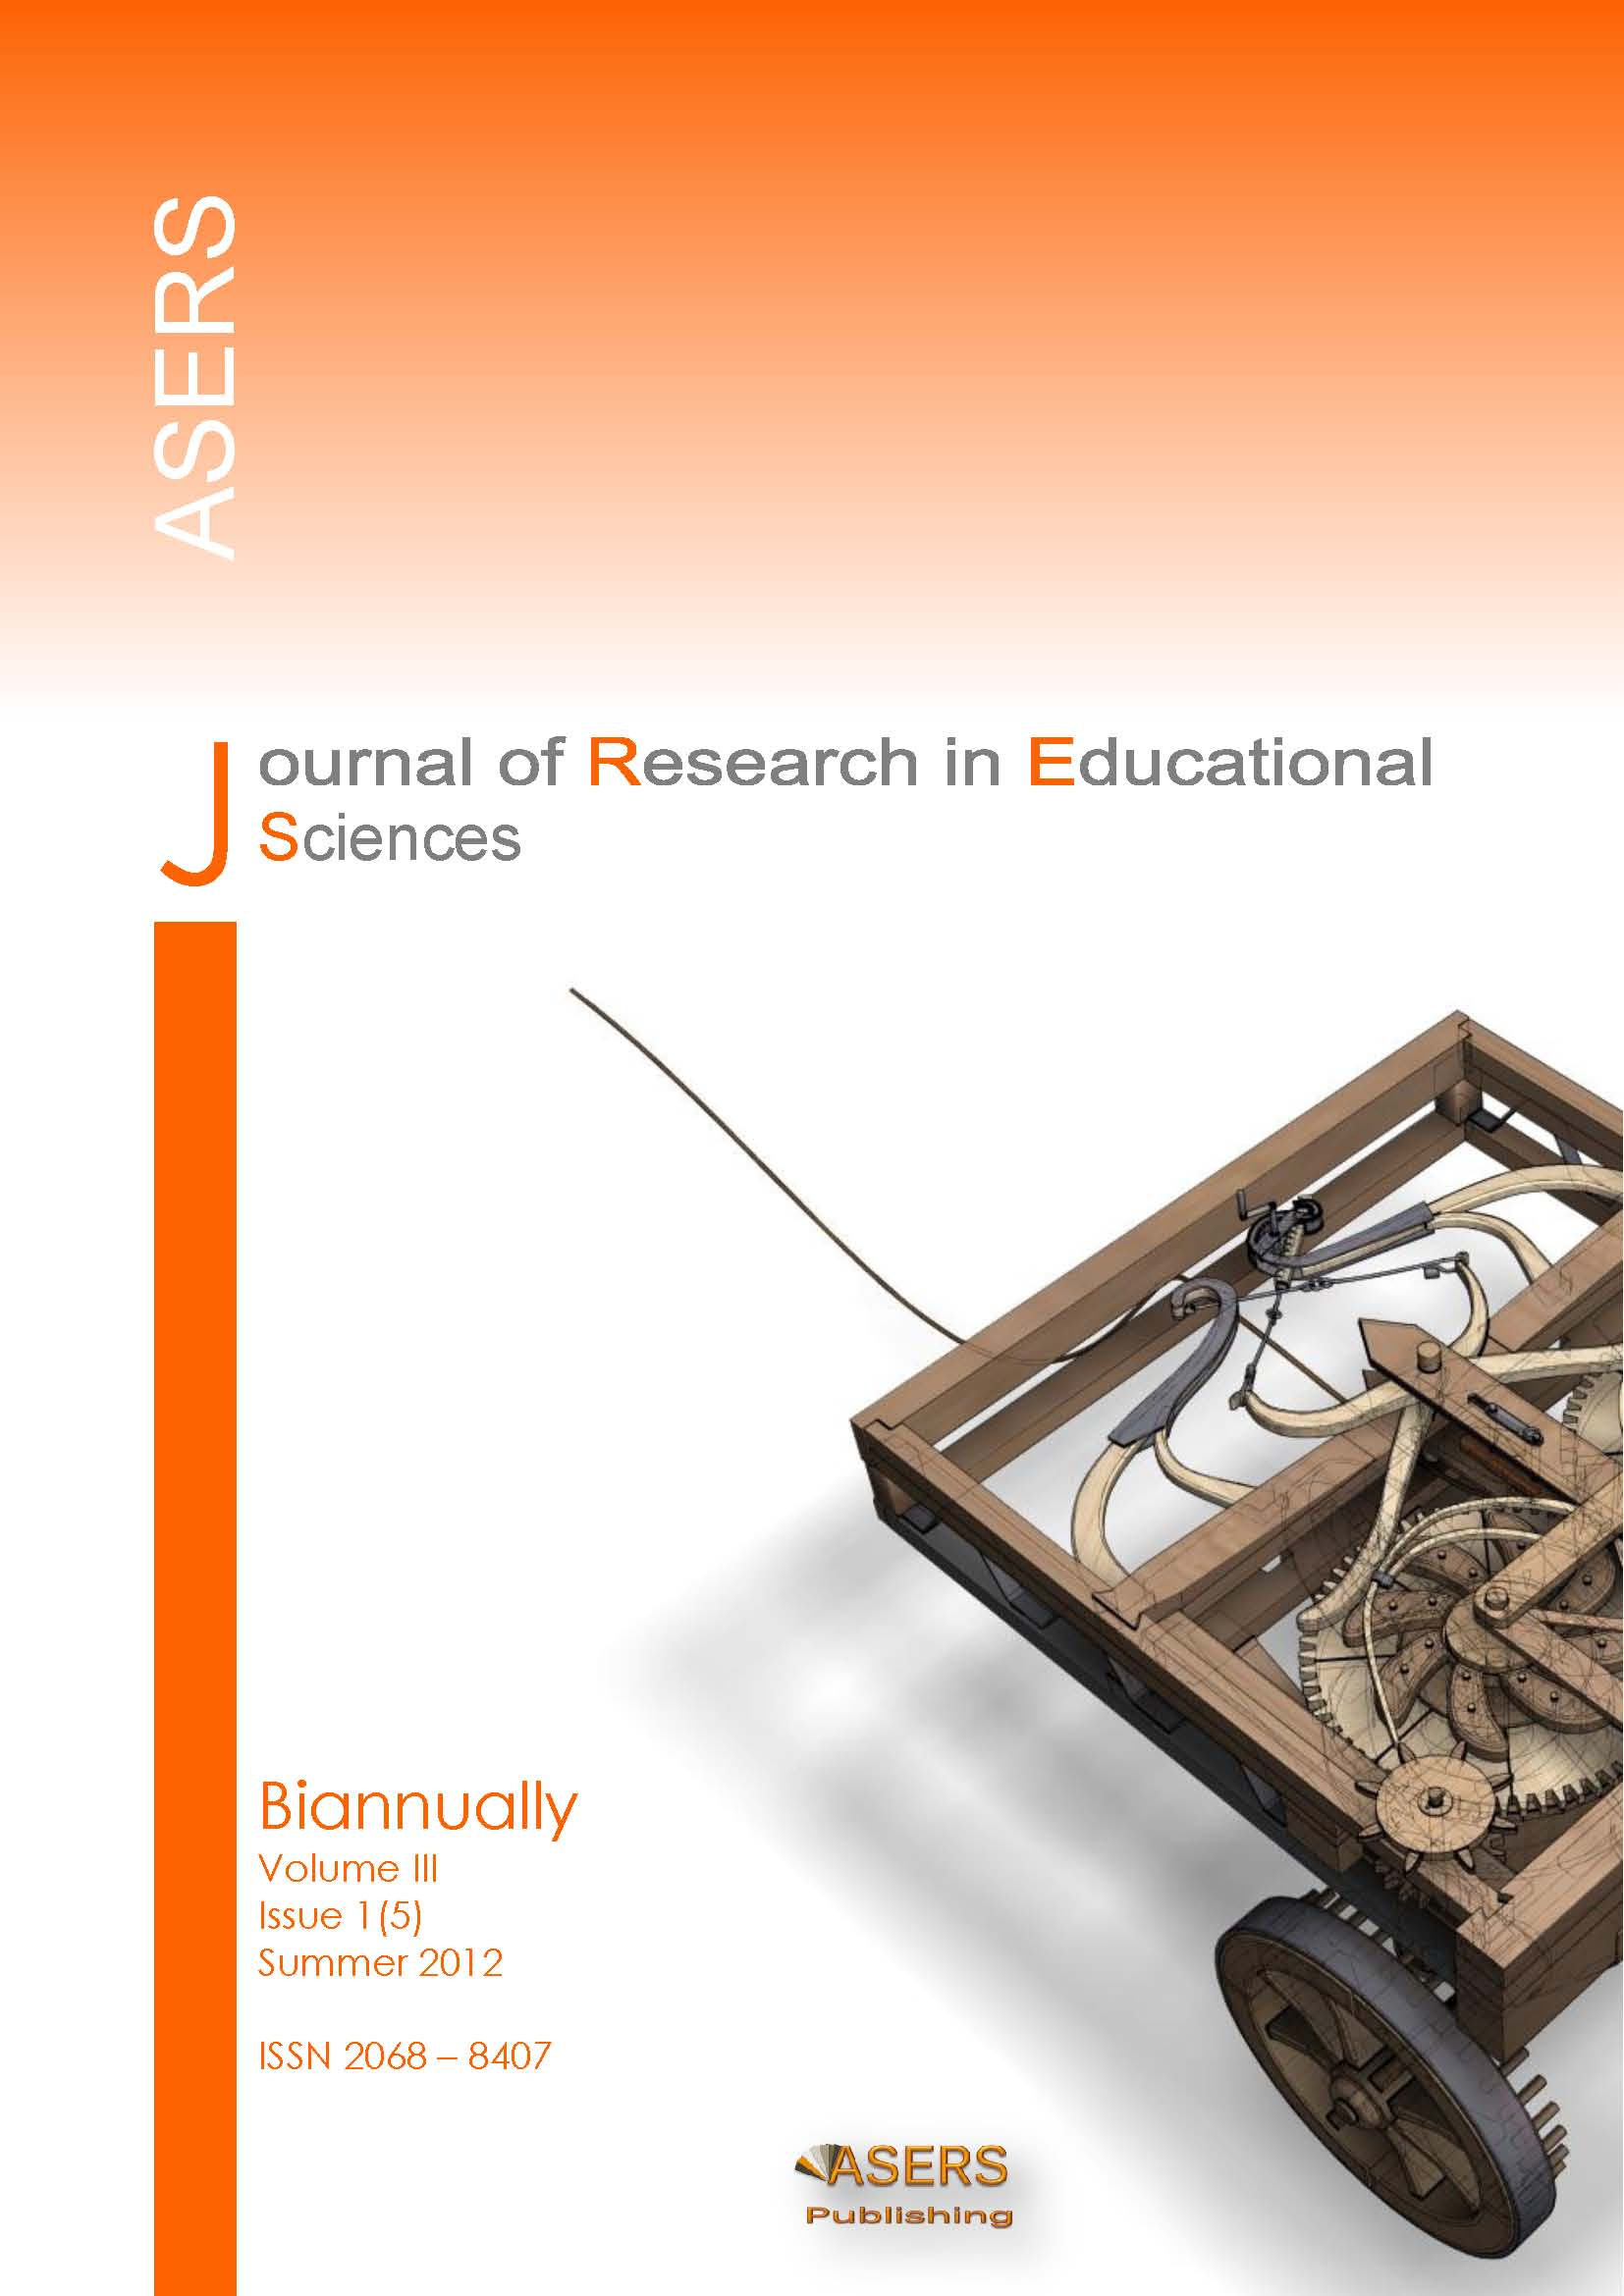 ASERS
Journal of Research in Educational
Sciences
Biannually
Volume III
Issue 1(5)
Summer 2012
ISSN 2068 – 8407
ASERS
Publishing